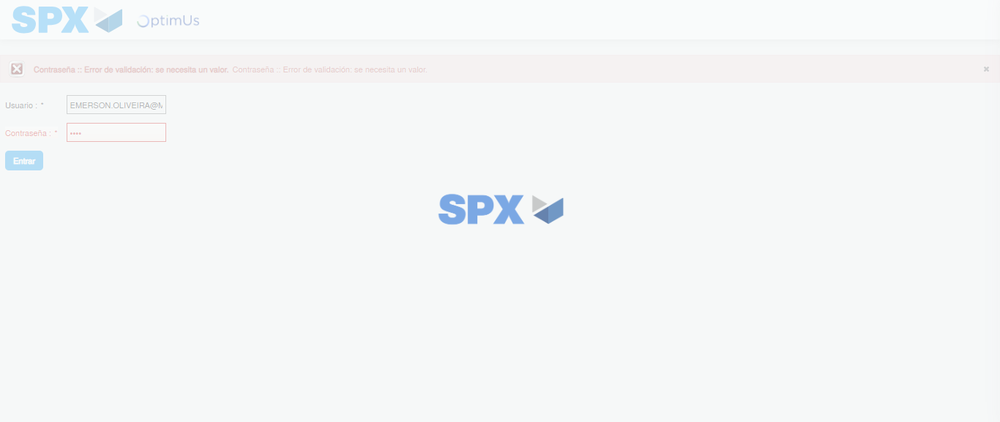 SPX OptimUs
Contraseña :: Error de validación: se necesita un valor. Contraseña :: Error de validación: se necesita un valor.
Usuario : * EMERSON.OLIVEIRA@M
Contraseña : * ••••
Entrar
SPX